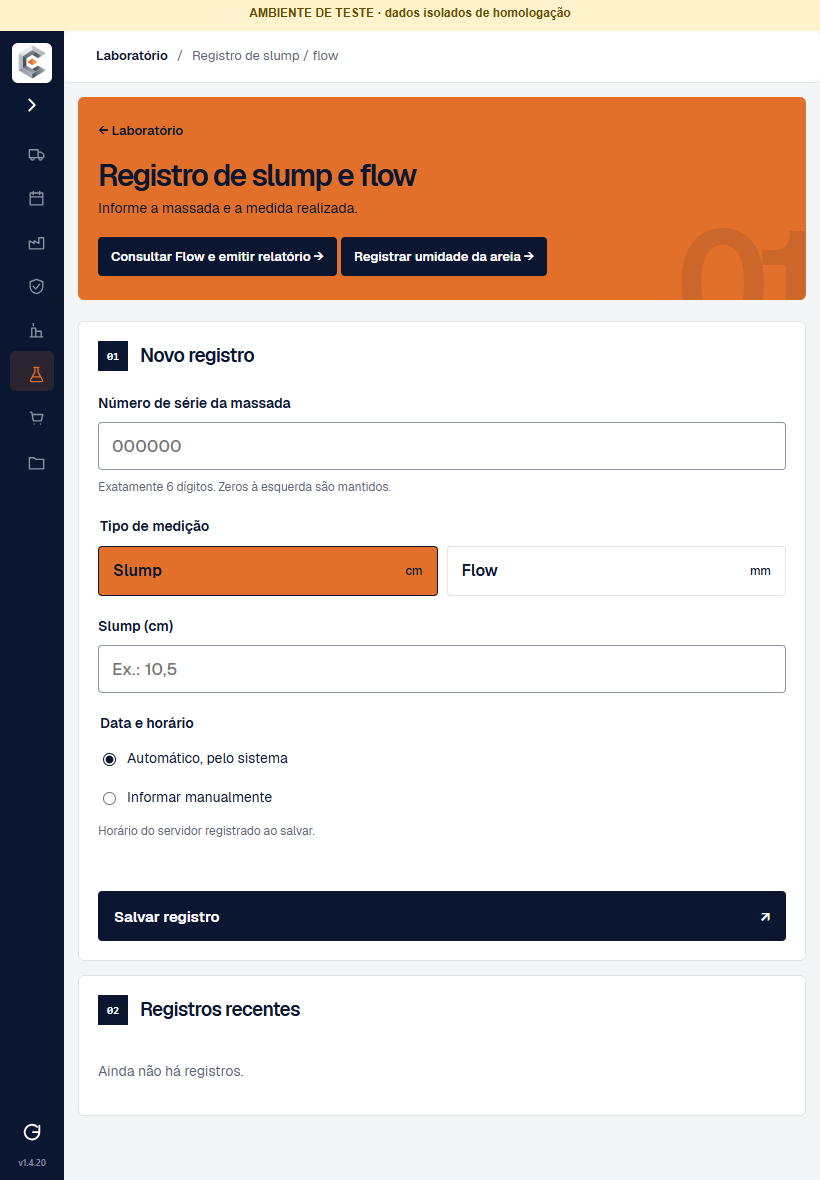 AMBIENTE DE TESTE · dados isolados de homologação
Laboratório / Registro de slump / flow
← Laboratório
Registro de slump e flow
Informe a massada e a medida realizada.
Consultar Flow e emitir relatório → Registrar umidade da areia →
01
01 Novo registro
Número de série da massada
000000
Exatamente 6 dígitos. Zeros à esquerda são mantidos.
Tipo de medição
Slump cm Flow mm
Slump (cm)
Ex.: 10,5
Data e horário
Automático, pelo sistema
Informar manualmente
Horário do servidor registrado ao salvar.
Salvar registro
02 Registros recentes
Ainda não há registros.
v1.4.20